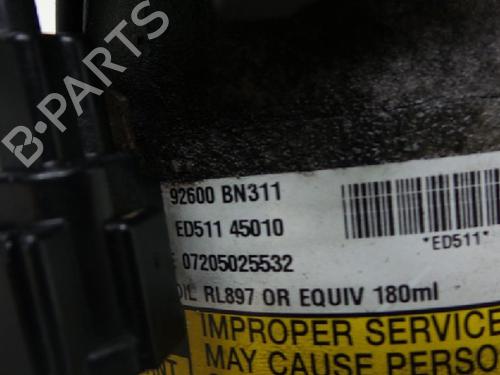 B-PARTS
92600 BN311
ED511 45010
07205025532
OIL RL897 OR EQUIV 180ml
*ED511*
IMPROPER SERVICE
MAY CAUSE PERSO